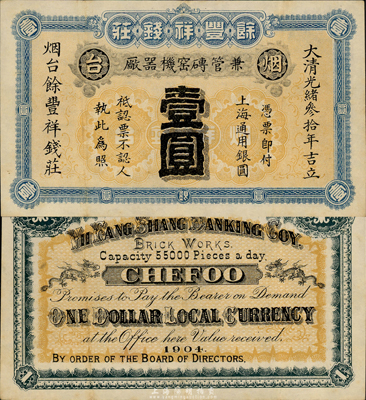 餘豐祥錢莊
兼管磚窑機器廠
烟台
大清光緒叁拾年吉立
憑票即付
上海通用銀圓
壹圓
祗認票不認人
執此為照
烟台餘豐祥錢莊
YII TANG SHANG BANKING COY.
BRICK WORKS.
Capacity 55000 Pieces a day.
CHEFOO
Promises to Pay the Bearer on Demand
ONE DOLLAR LOCAL CURRENCY
at the Office here Value received.
1904.
BY ORDER OF THE BOARD OF DIRECTORS.